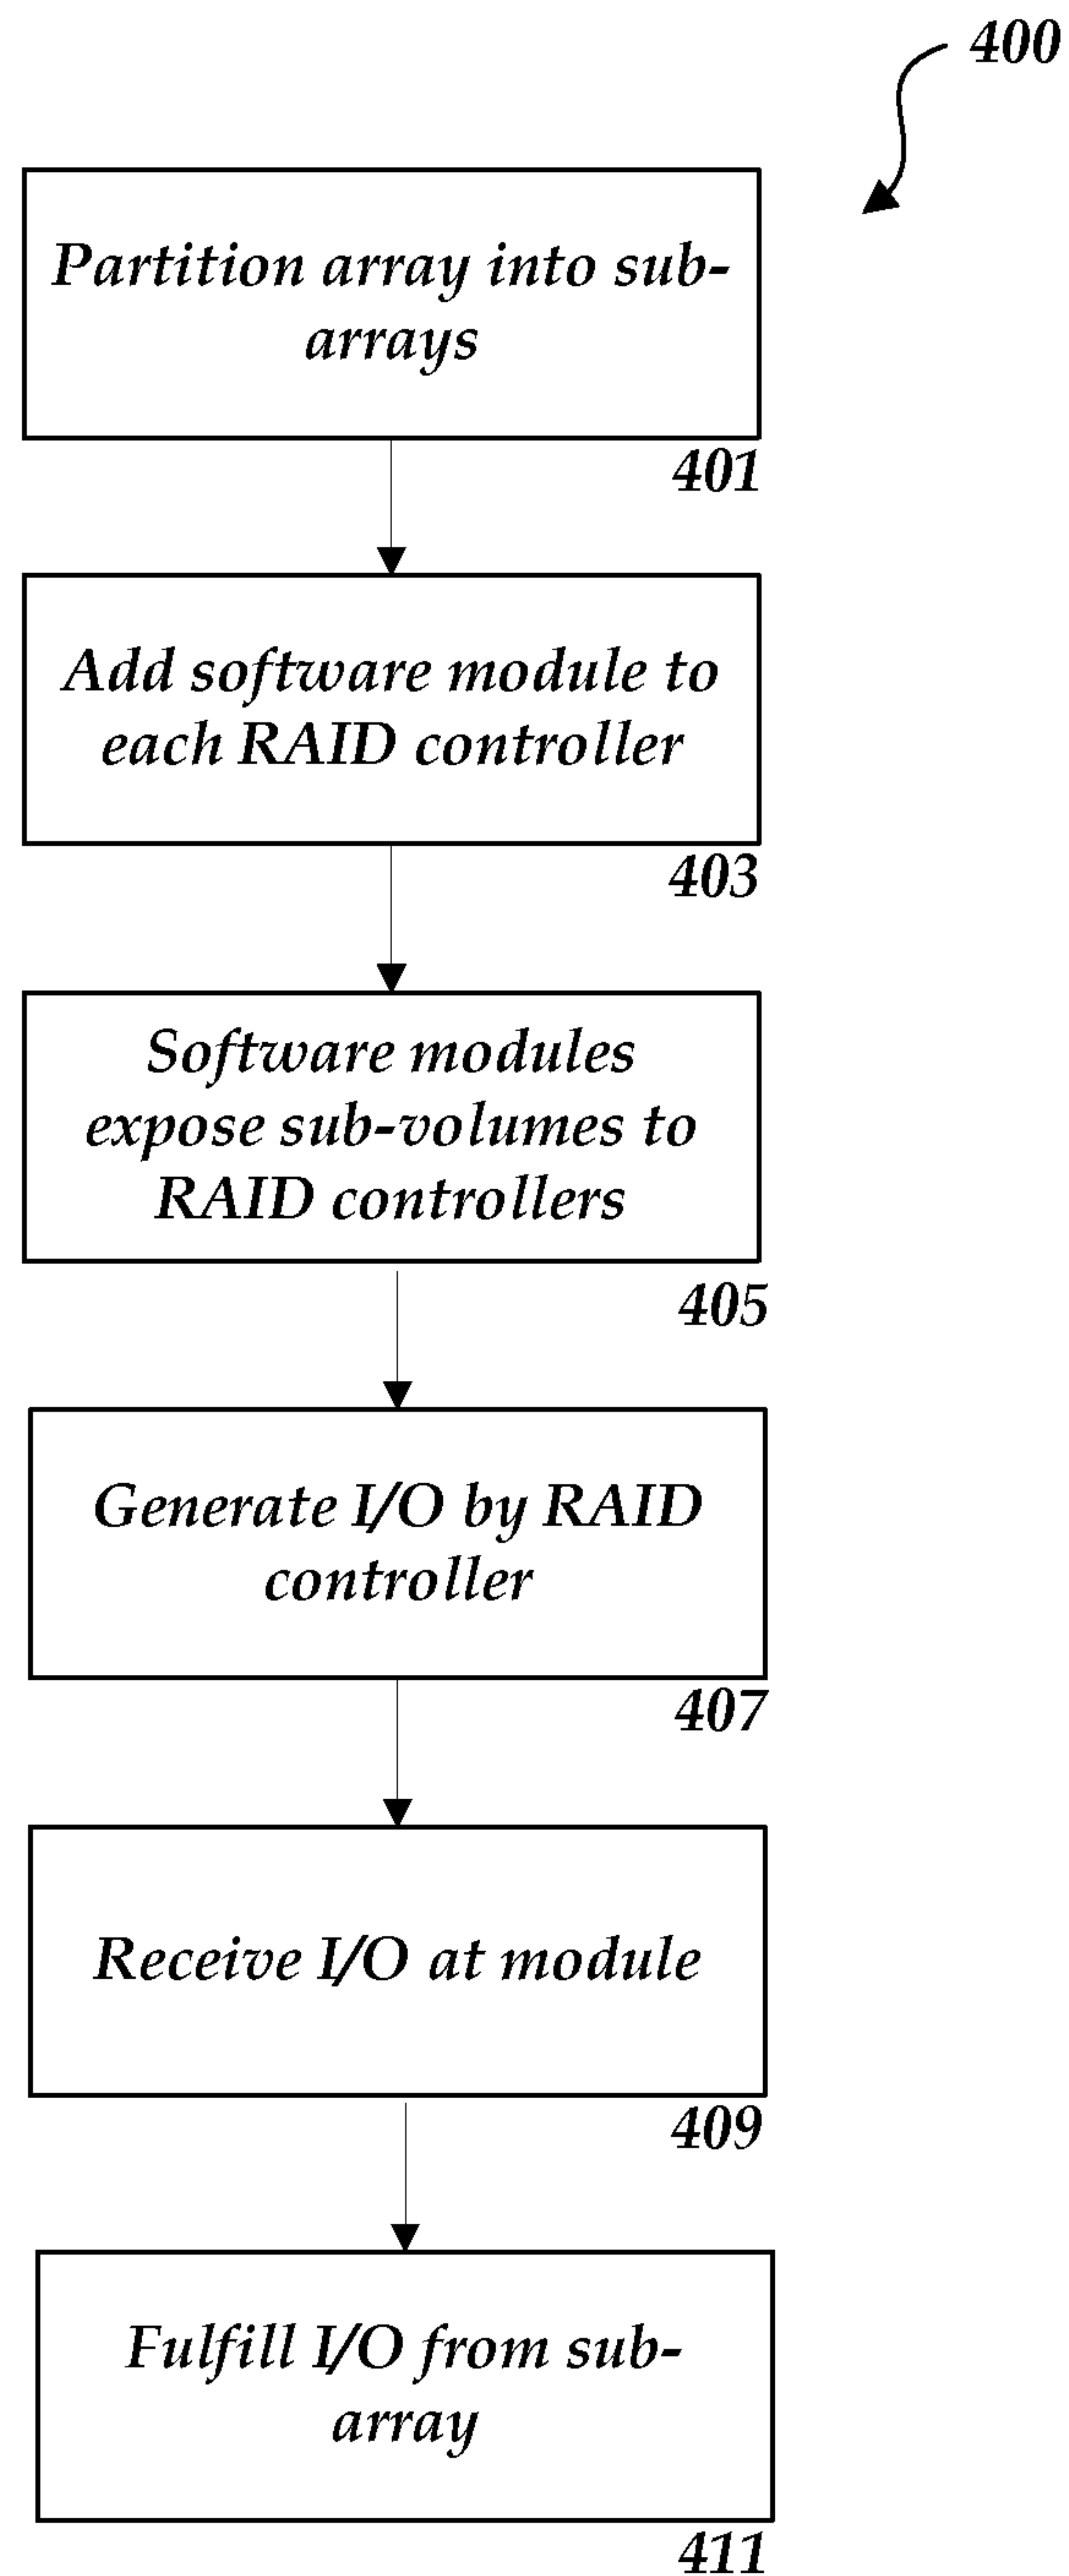 400
Partition array into sub-
arrays
401
Add software module to
each RAID controller
403
Software modules
expose sub-volumes to
RAID controllers
405
Generate I/O by RAID
controller
407
Receive I/O at module
409
Fulfill I/O from sub-
array
411